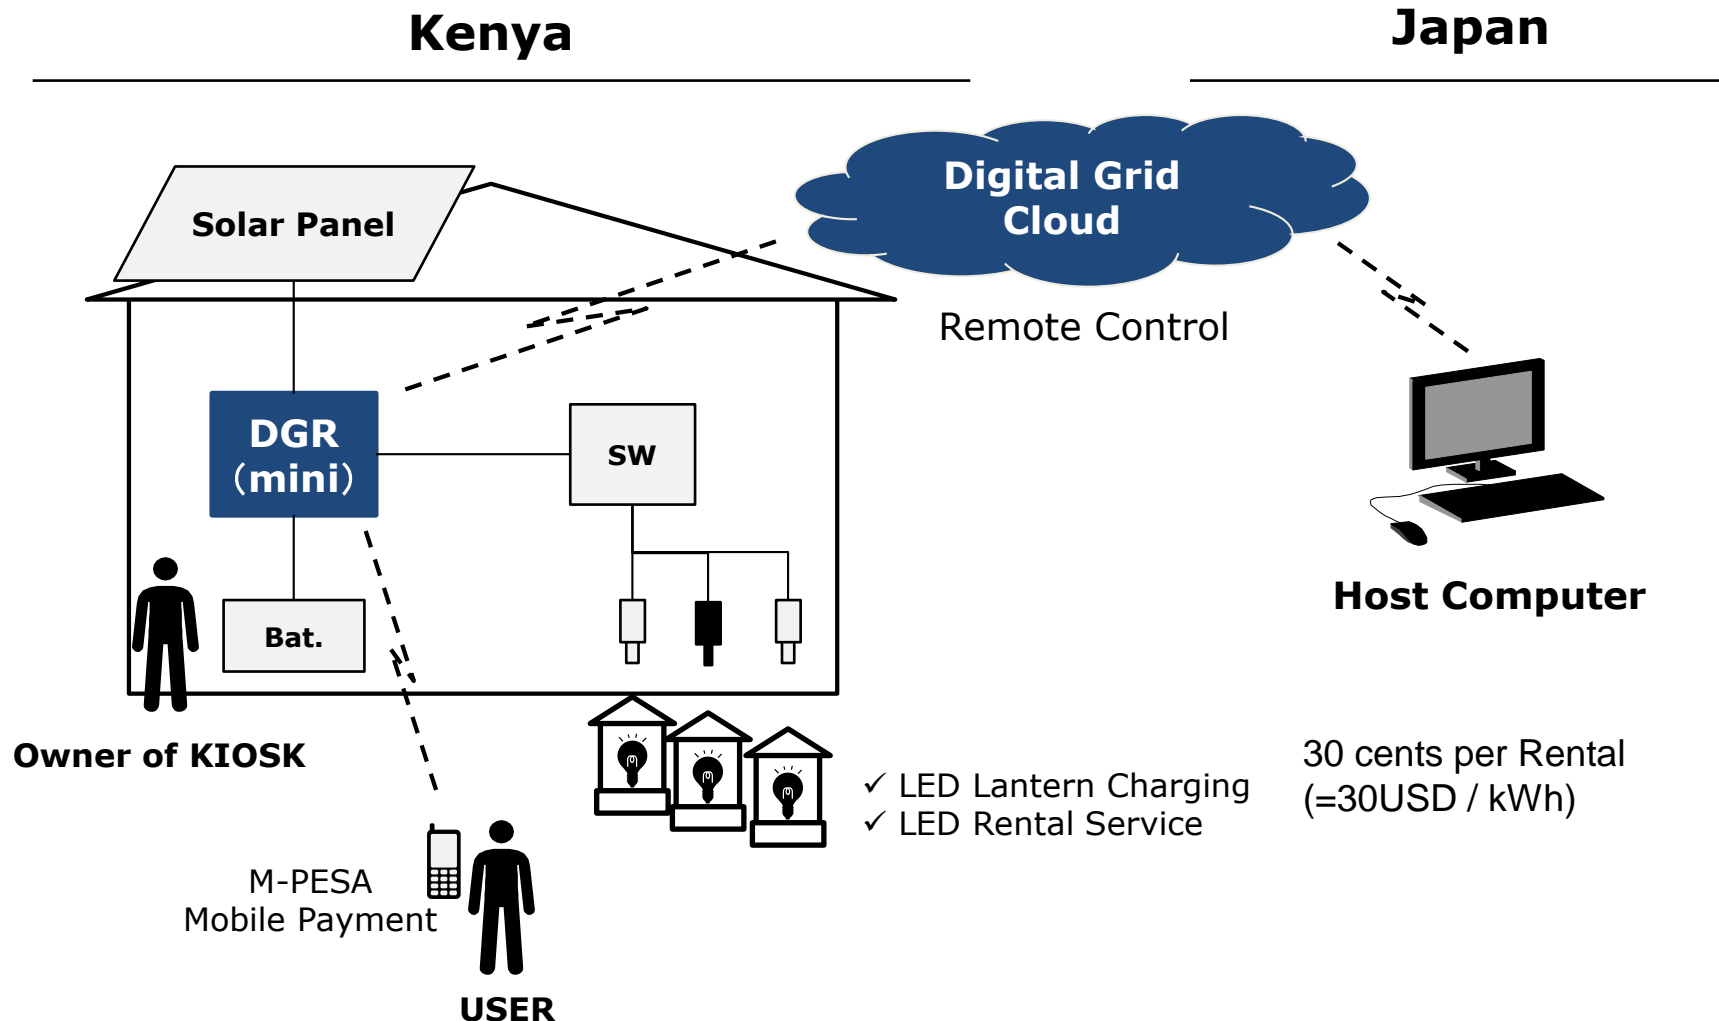 Kenya
Japan
Solar Panel
Digital Grid
Cloud
Remote Control
DGR
（mini）
SW
Bat.
Host Computer
Owner of KIOSK
✓ LED Lantern Charging
✓ LED Rental Service
30 cents per Rental
(=30USD / kWh)
M-PESA
Mobile Payment
USER